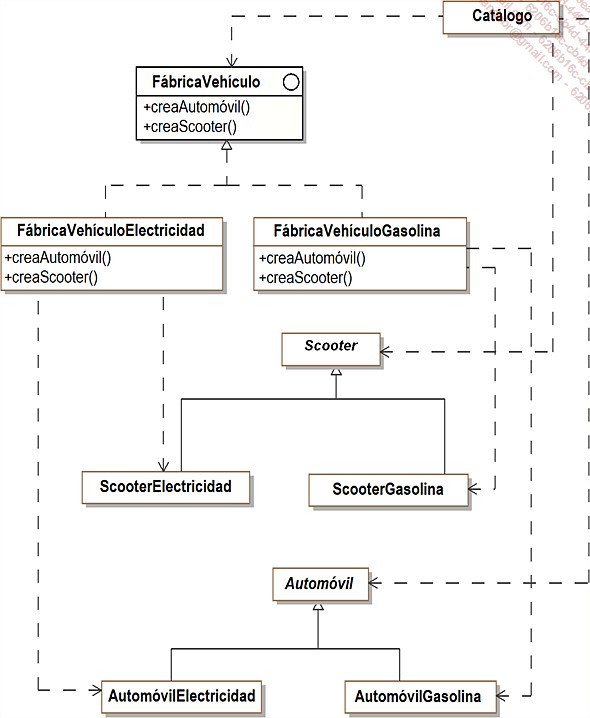 Catálogo
FábricaVehículo
+creaAutomóvil()
+creaScooter()
FábricaVehículoElectricidad
+creaAutomóvil()
+creaScooter()
FábricaVehículoGasolina
+creaAutomóvil()
+creaScooter()
Scooter
ScooterElectricidad
ScooterGasolina
Automóvil
AutomóvilElectricidad
AutomóvilGasolina